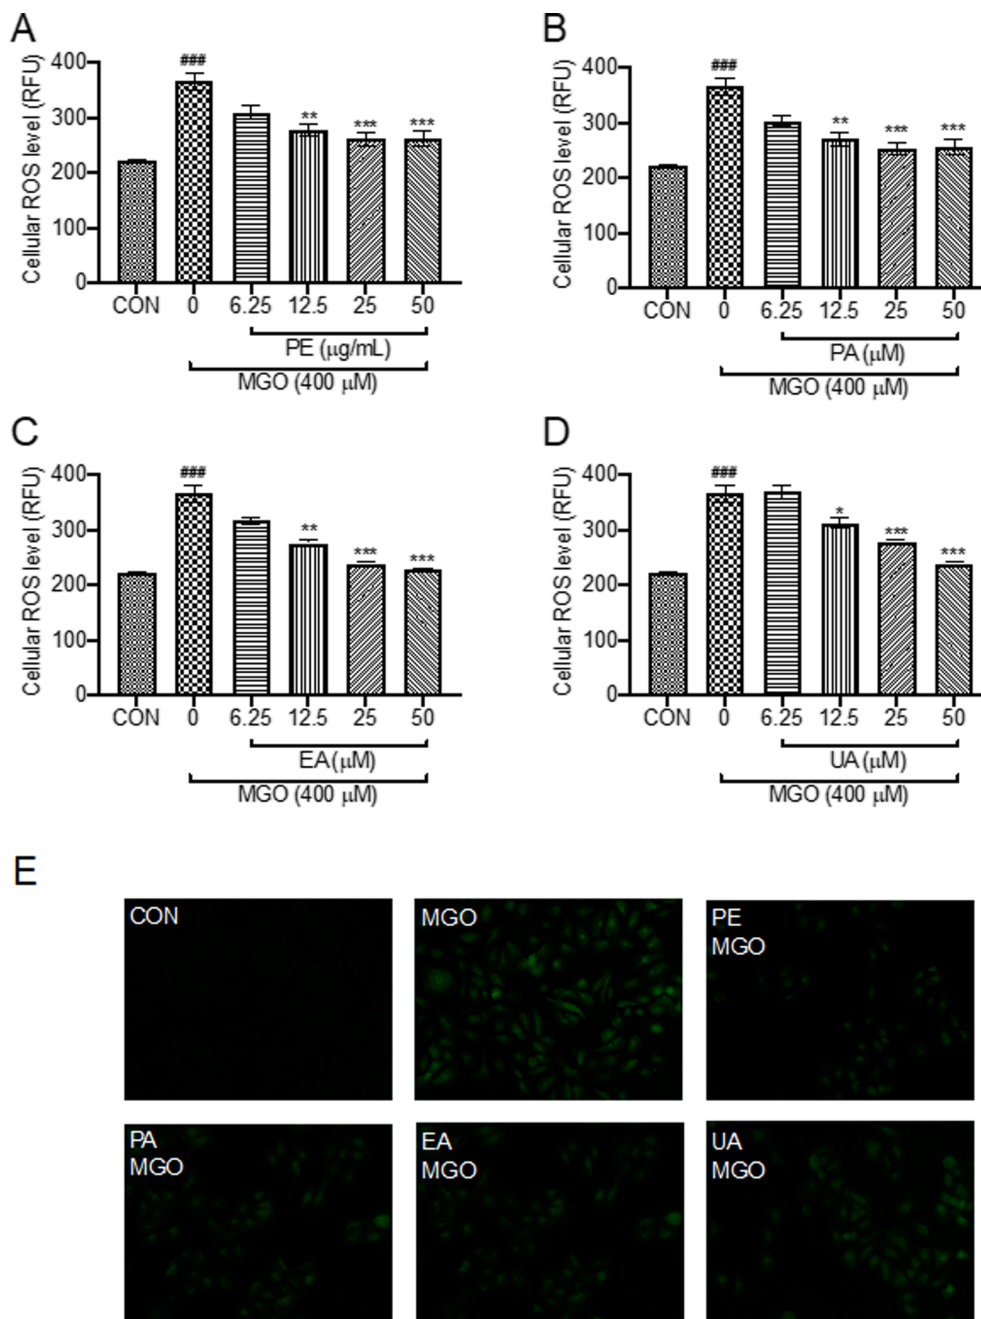 A
Cellular ROS level (RFU)
400
300
200
100
0
###
**
***
***
CON 0 6.25 12.5 25 50
PE (μg/mL)
MGO (400 μM)
B
Cellular ROS level (RFU)
400
300
200
100
0
###
**
***
***
CON 0 6.25 12.5 25 50
PA (μM)
MGO (400 μM)
C
Cellular ROS level (RFU)
400
300
200
100
0
###
**
***
***
CON 0 6.25 12.5 25 50
EA (μM)
MGO (400 μM)
D
Cellular ROS level (RFU)
400
300
200
100
0
###
*
***
***
CON 0 6.25 12.5 25 50
UA (μM)
MGO (400 μM)
E
CON
MGO
PE
MGO
PA
MGO
EA
MGO
UA
MGO